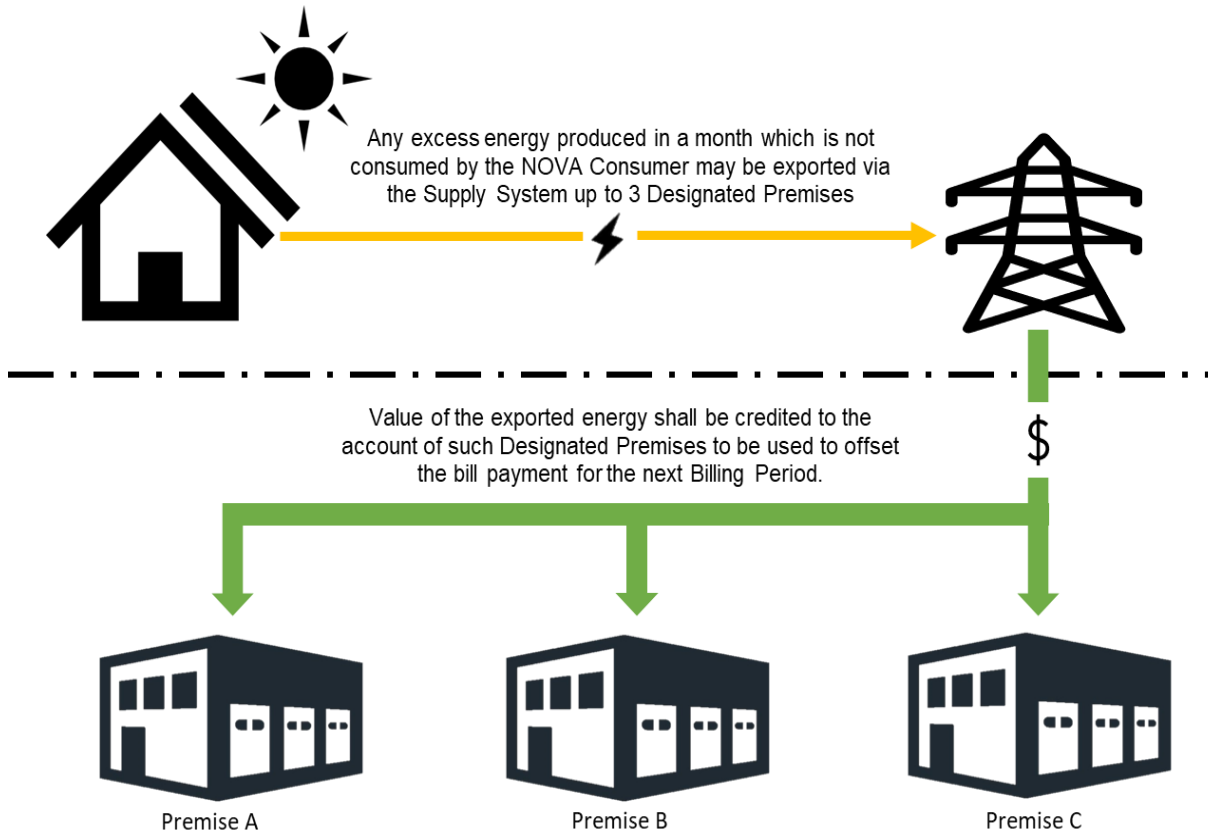 Any excess energy produced in a month which is not
consumed by the NOVA Consumer may be exported via
the Supply System up to 3 Designated Premises
Value of the exported energy shall be credited to the
account of such Designated Premises to be used to offset
the bill payment for the next Billing Period.
$
Premise A
Premise B
Premise C